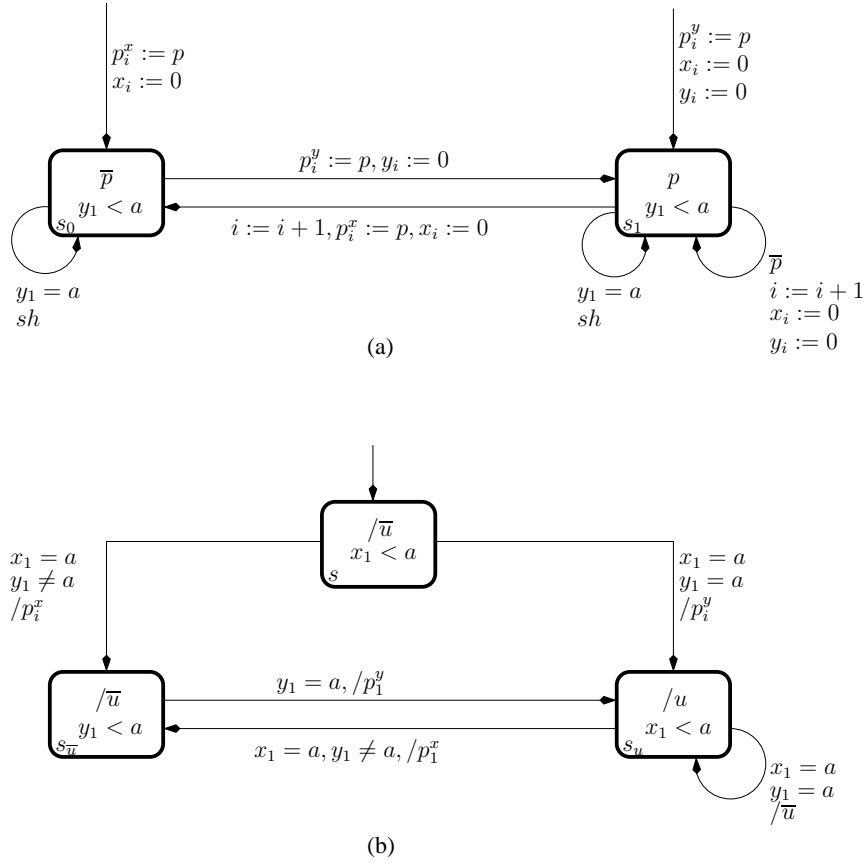 p_i^x := p
x_i := 0
p_i^y := p
x_i := 0
y_i := 0
p̅
y_1 < a
s_0
p_i^y := p, y_i := 0
i := i + 1, p_i^x := p, x_i := 0
p
y_1 < a
s_1
y_1 = a
sh
y_1 = a
sh
p̅
i := i + 1
x_i := 0
y_i := 0
(a)
/u̅
x_1 < a
s
x_1 = a
y_1 ≠ a
/p_i^x
x_1 = a
y_1 = a
/p_i^y
/u̅
y_1 < a
s_u̅
y_1 = a, /p_1^y
x_1 = a, y_1 ≠ a, /p_1^x
/u
x_1 < a
s_u
x_1 = a
y_1 = a
/u̅
(b)